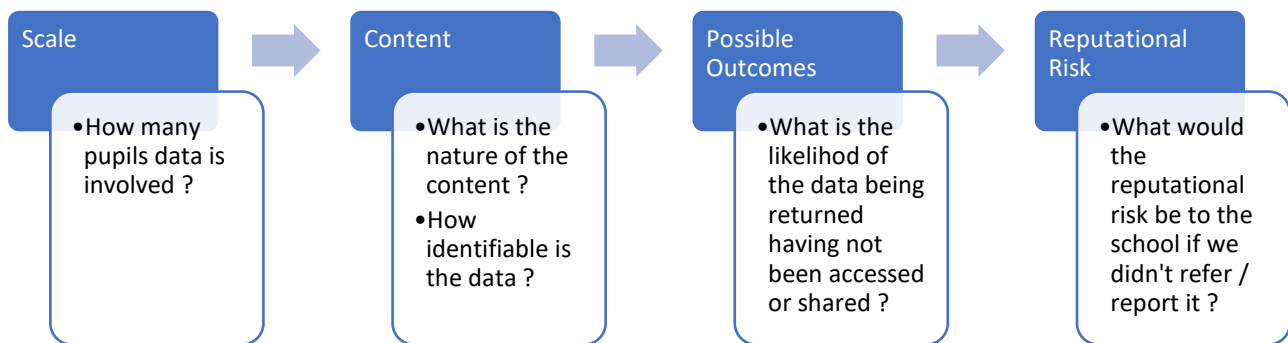 Scale
•How many
pupils data is
involved ?
Content
•What is the
nature of the
content ?
•How
identifiable is
the data ?
Possible
Outcomes
•What is the
likelihod of
the data being
returned
having not
been accessed
or shared ?
Reputational
Risk
•What would
the
reputational
risk be to the
school if we
didn't refer /
report it ?